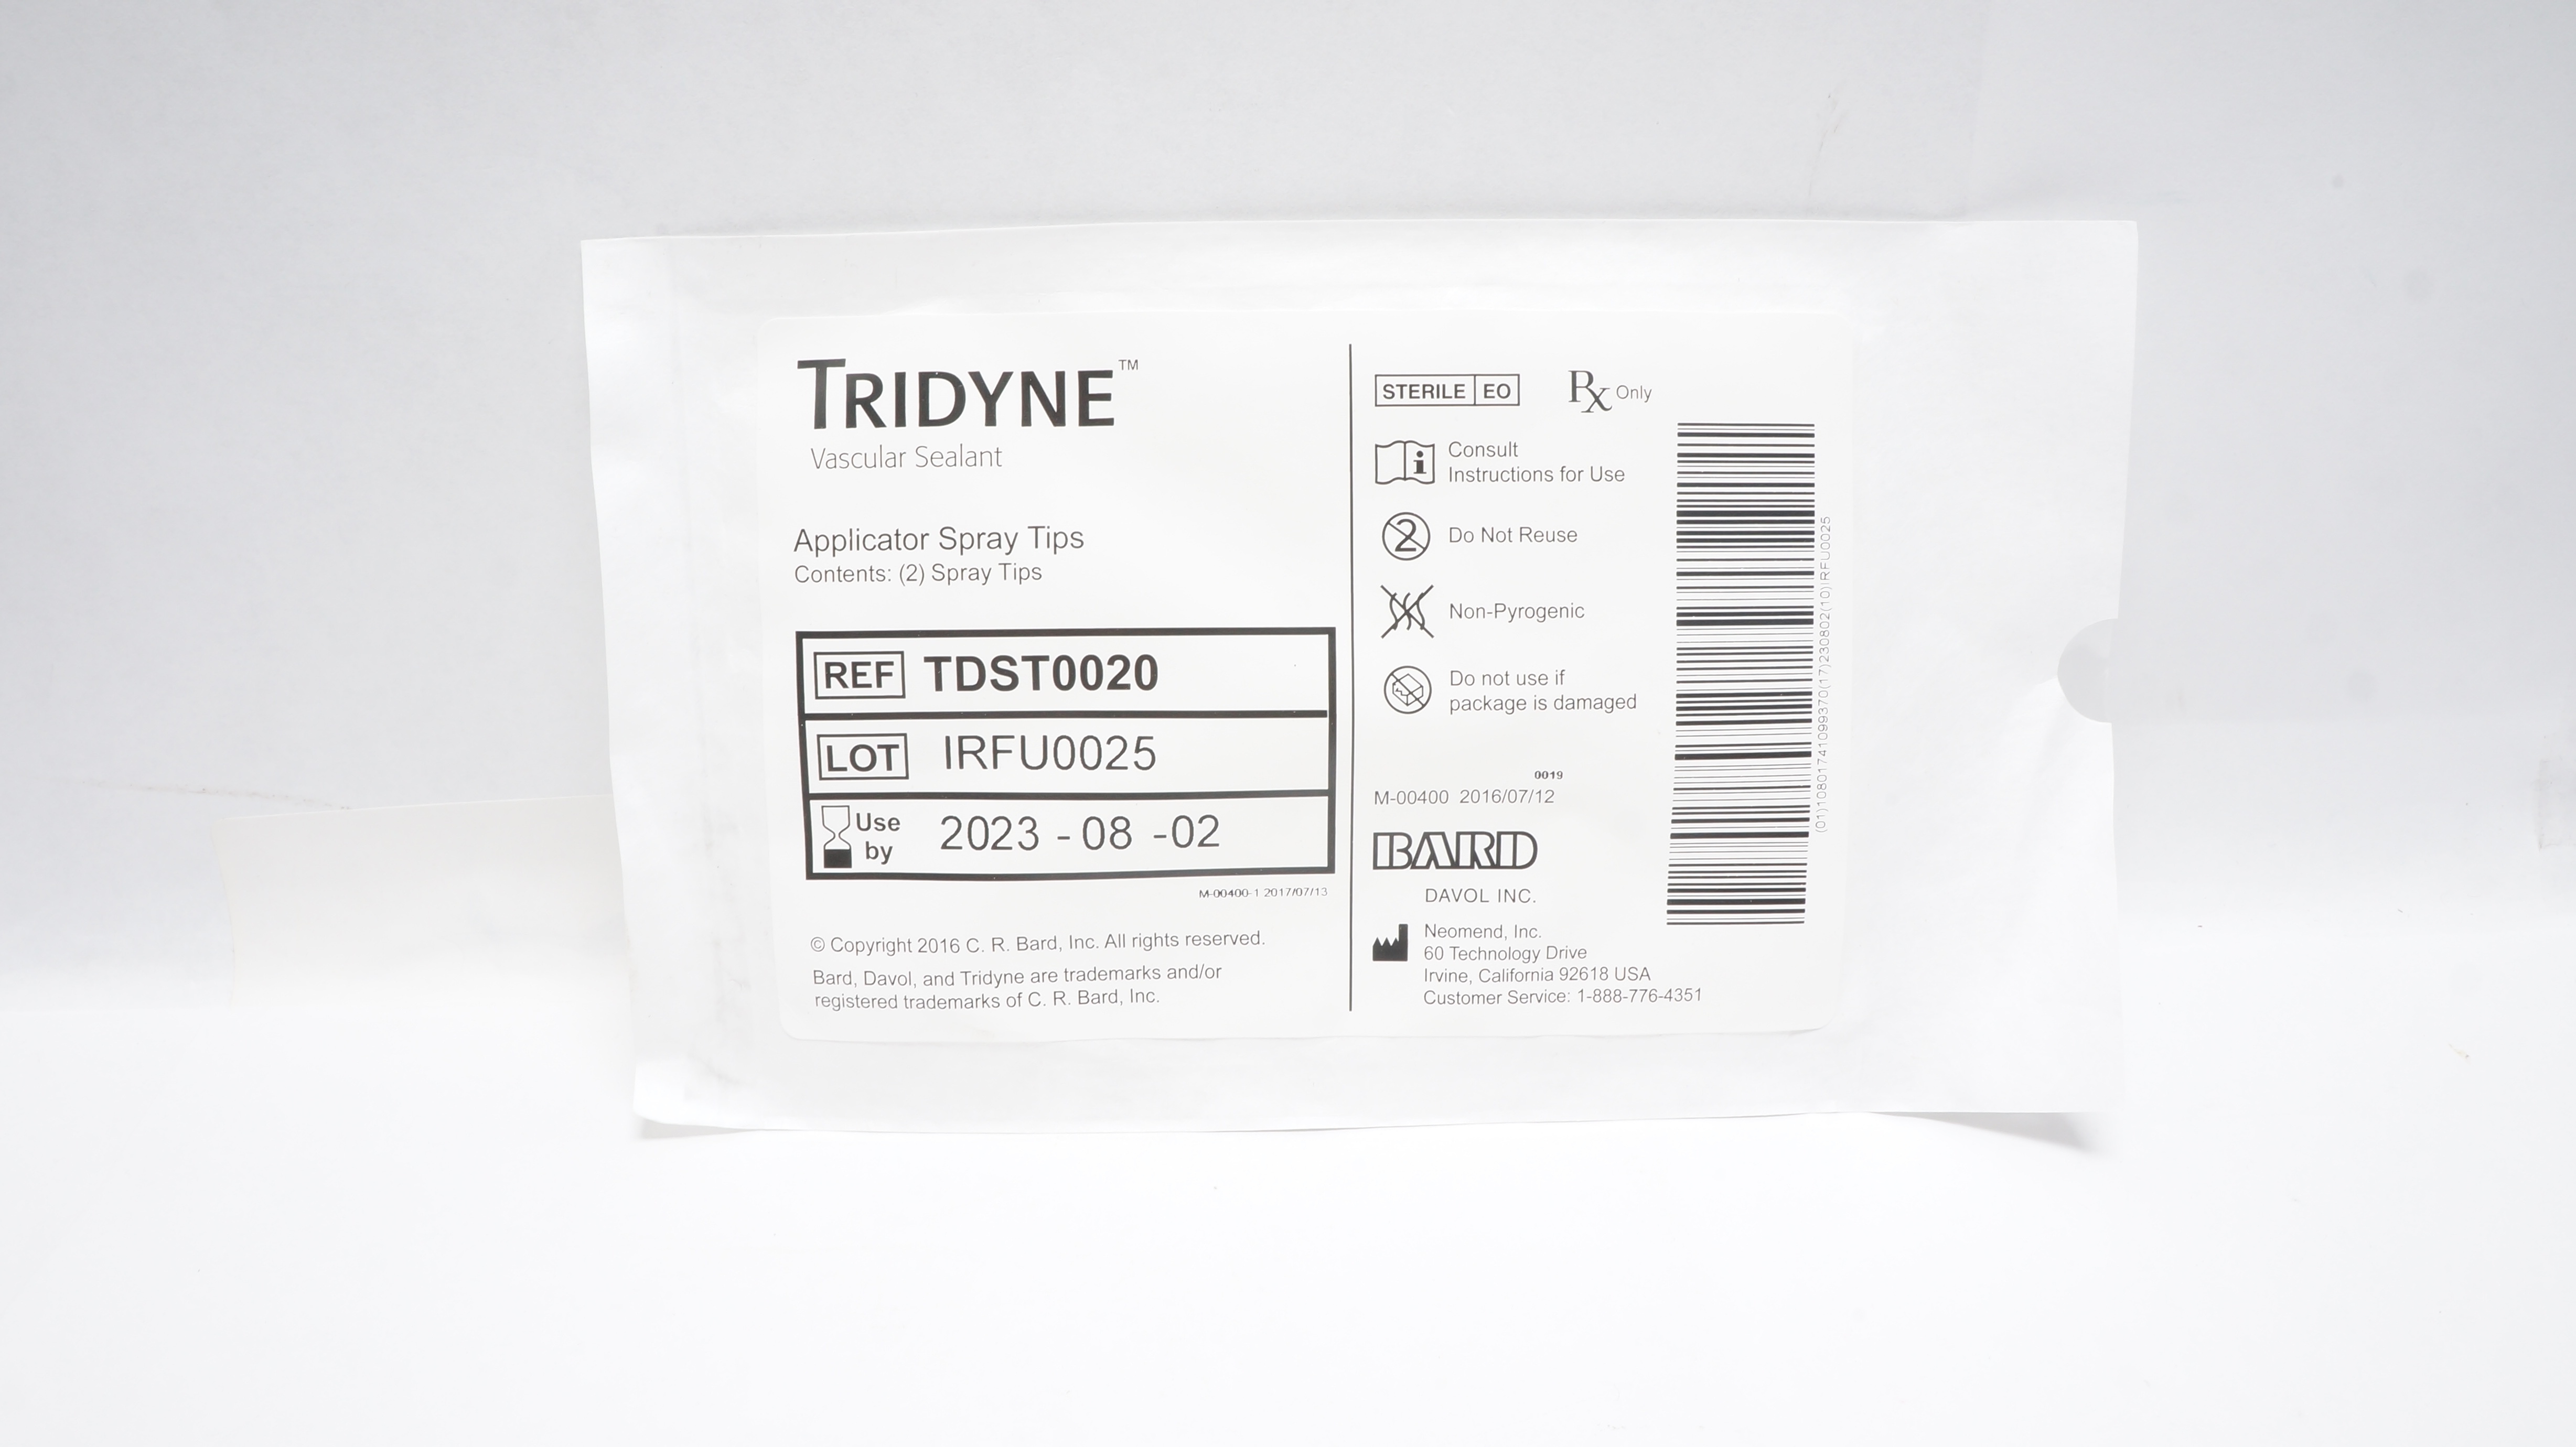 TRIDYNE™
Vascular Sealant
Applicator Spray Tips
Contents: (2) Spray Tips
REF TDST0020
LOT IRFU0025
Use by 2023 - 08 -02
M-00400-1 2017/07/13
© Copyright 2016 C. R. Bard, Inc. All rights reserved.
Bard, Davol, and Tridyne are trademarks and/or
registered trademarks of C. R. Bard, Inc.
STERILE EO Rx Only
Consult
Instructions for Use
2 Do Not Reuse
Non-Pyrogenic
Do not use if
package is damaged
0019
M-00400 2016/07/12
BARD
DAVOL INC.
Neomend, Inc.
60 Technology Drive
Irvine, California 92618 USA
Customer Service: 1-888-776-4351
(01)10801741099370(17)230802(10)IRFU0025